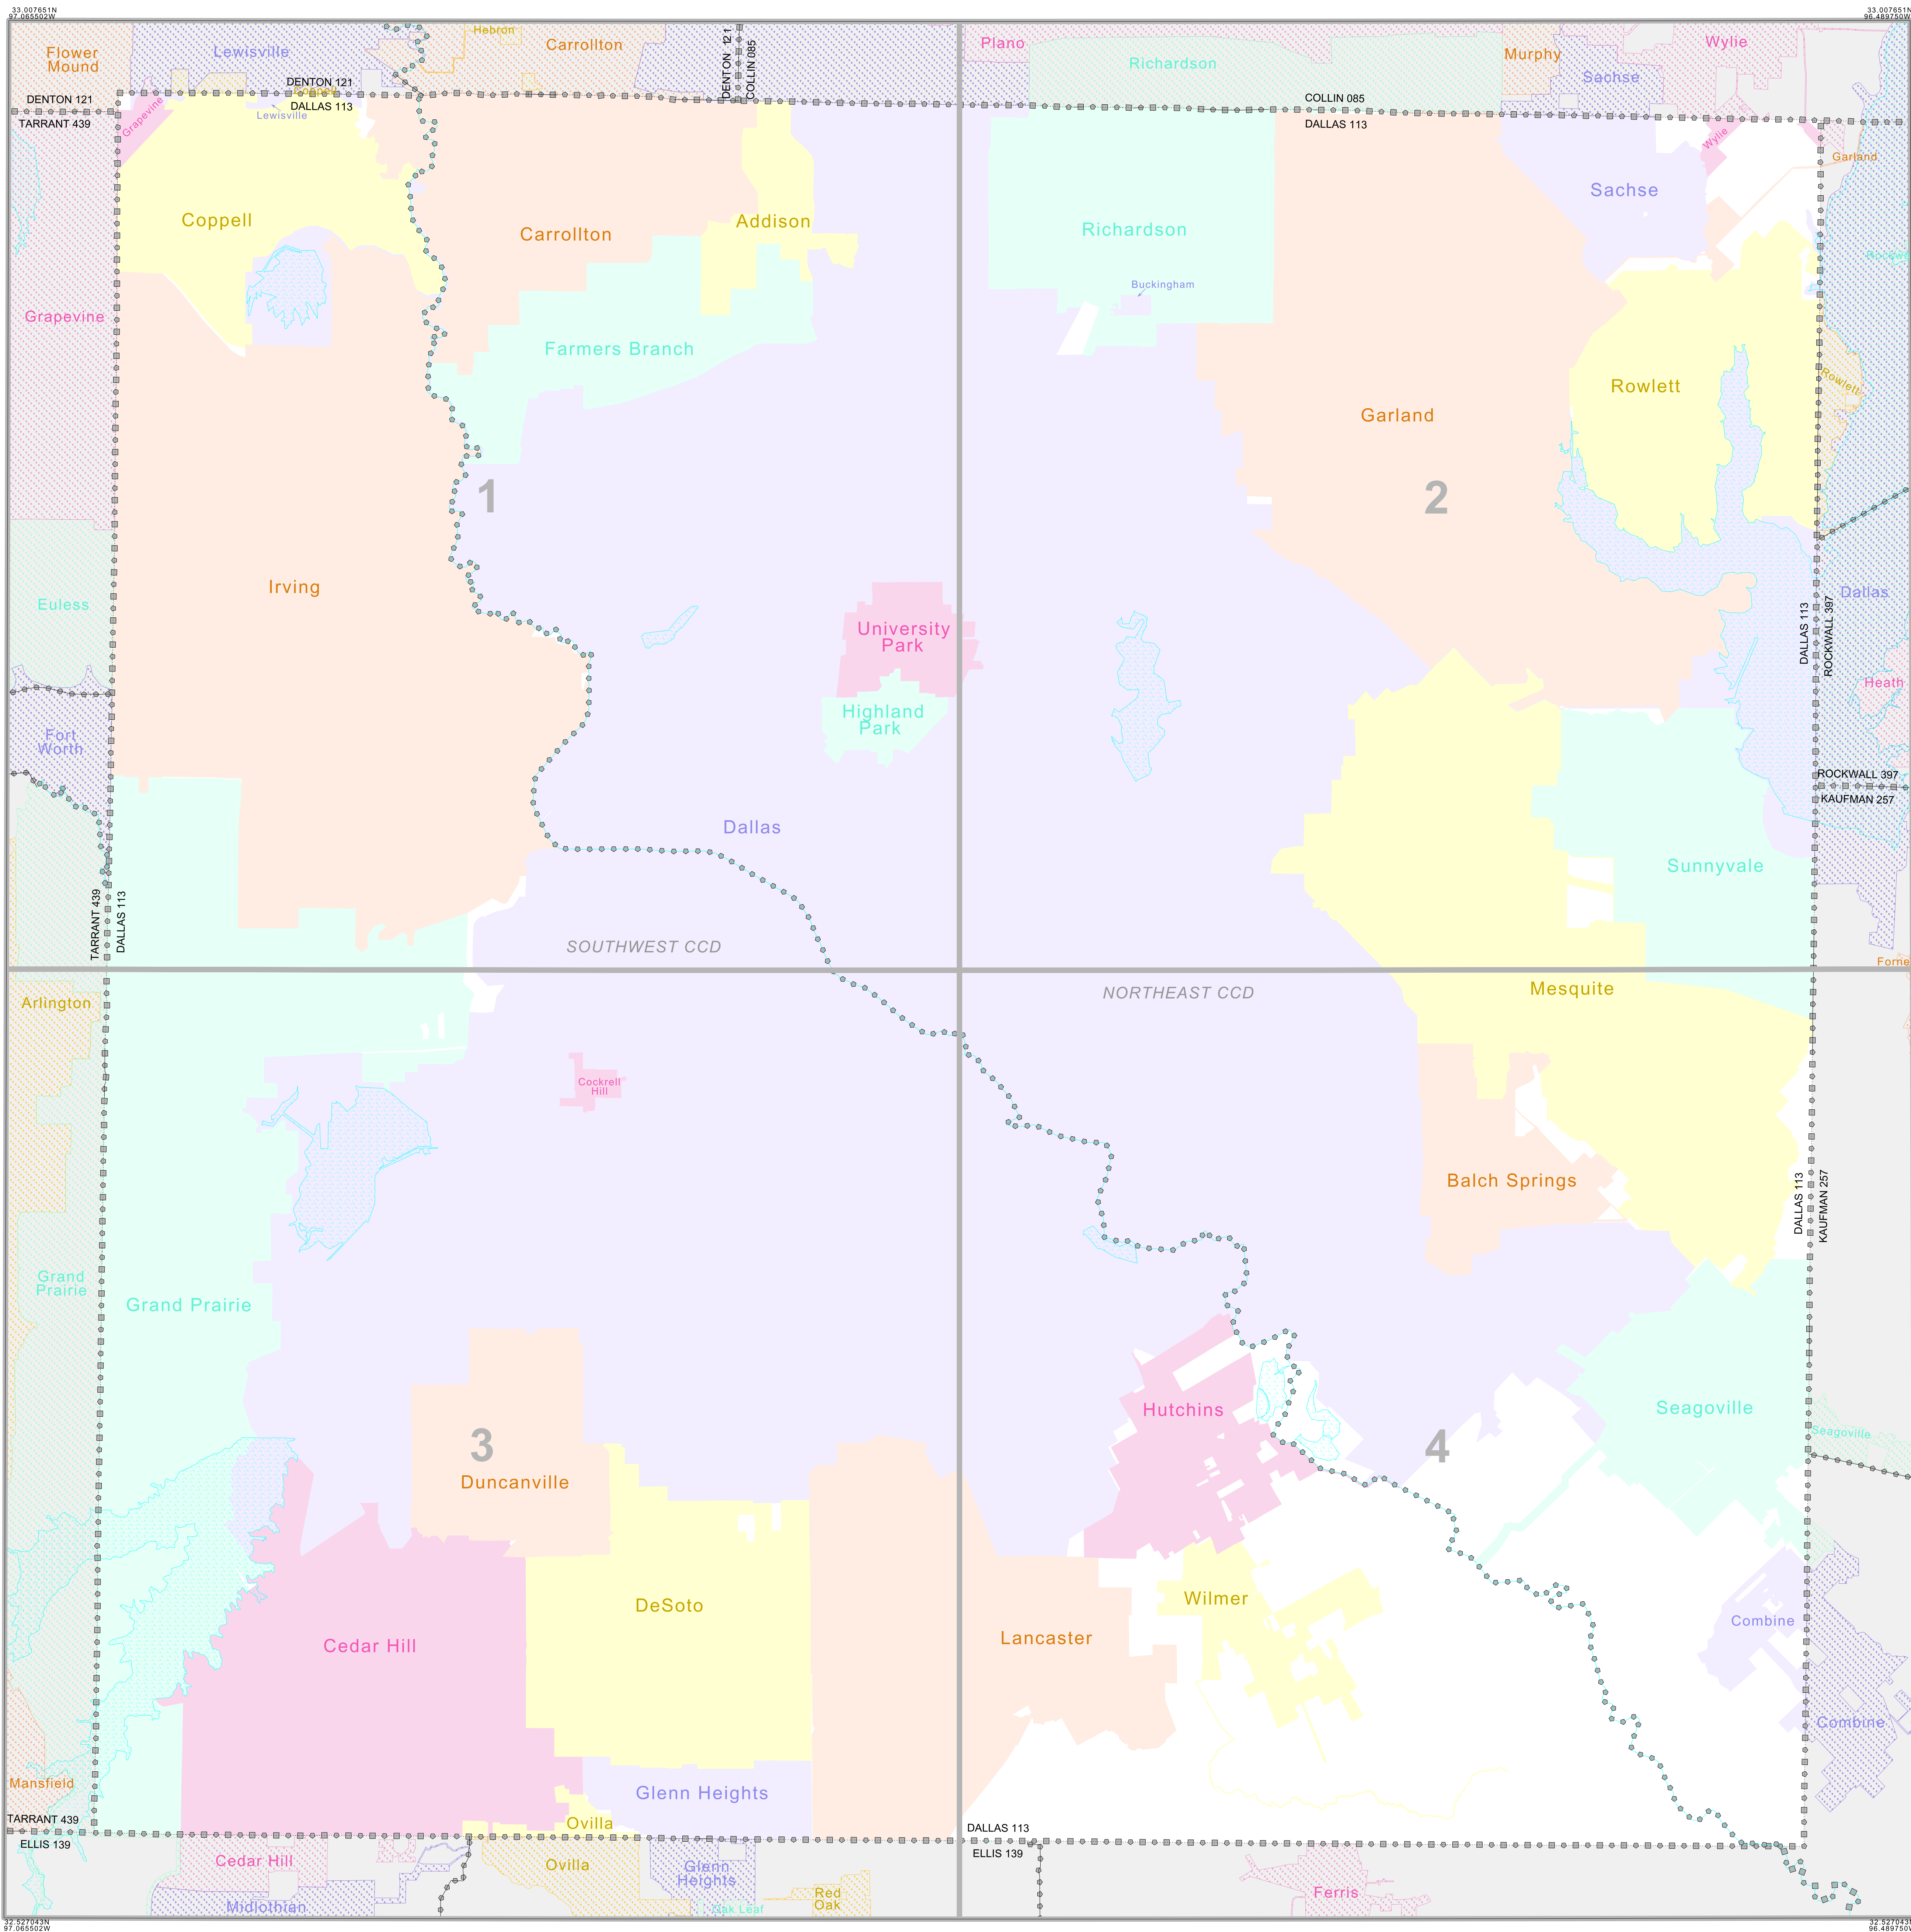 33.007651N
97.065502W
33.007651N
96.489750W
Flower
Mound
Lewisville
Hebron
Carrollton
DENTON 121
COLLIN 085
Plano
Richardson
Murphy
Sachse
Wylie
DENTON 121
Coppell
DENTON 121
DALLAS 113
TARRANT 439
Grapevine
Lewisville
COLLIN 085
DALLAS 113
Wylie
Garland
Sachse
Coppell
Carrollton
Addison
Richardson
Buckingham
Grapevine
Farmers Branch
Rowlett
Rowlett
Garland
1
2
Irving
Euless
University
Park
Dallas
DALLAS 113
ROCKWALL 397
Highland
Park
Heath
Fort
Worth
ROCKWALL 397
KAUFMAN 257
Dallas
Sunnyvale
TARRANT 439
DALLAS 113
SOUTHWEST CCD
NORTHEAST CCD
Mesquite
Arlington
Cockrell
Hill
Balch Springs
DALLAS 113
KAUFMAN 257
Grand
Prairie
Grand Prairie
Hutchins
Seagoville
Seagoville
3
4
Duncanville
DeSoto
Wilmer
Cedar Hill
Lancaster
Combine
Combine
Mansfield
Glenn Heights
TARRANT 439
ELLIS 139
Ovilla
DALLAS 113
ELLIS 139
Cedar Hill
Ovilla
Glenn
Heights
Red
Oak
Ferris
Midlothian
Oak Leaf
32.527043N
97.065502W
32.527043N
96.489750W